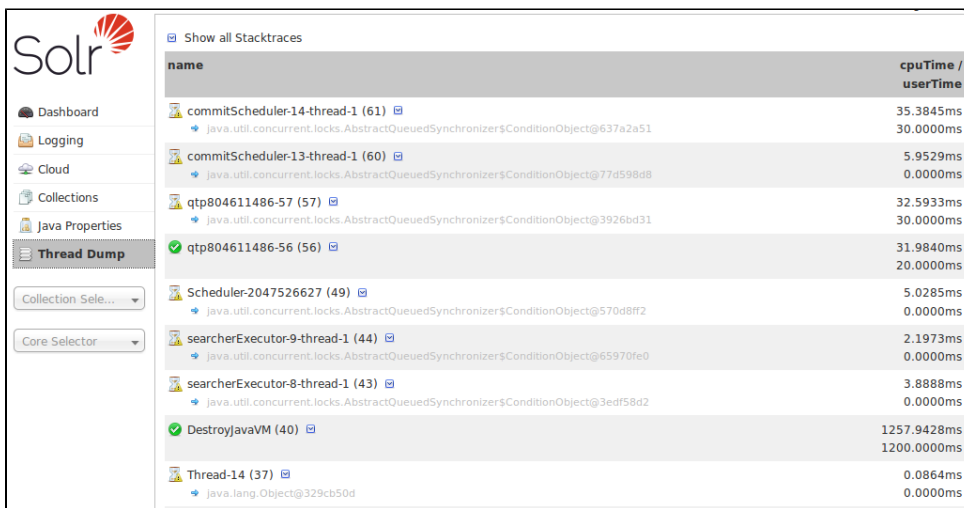 Solr
Dashboard
Logging
Cloud
Collections
Java Properties
Thread Dump
Collection Sele...
Core Selector
Show all Stacktraces
name
cpuTime /
userTime
commitScheduler-14-thread-1 (61)
35.3845ms
java.util.concurrent.locks.AbstractQueuedSynchronizer$ConditionObject@637a2a51
30.0000ms
commitScheduler-13-thread-1 (60)
5.9529ms
java.util.concurrent.locks.AbstractQueuedSynchronizer$ConditionObject@77d598d8
0.0000ms
qtp804611486-57 (57)
32.5933ms
java.util.concurrent.locks.AbstractQueuedSynchronizer$ConditionObject@3926bd31
30.0000ms
qtp804611486-56 (56)
31.9840ms
20.0000ms
Scheduler-2047526627 (49)
5.0285ms
java.util.concurrent.locks.AbstractQueuedSynchronizer$ConditionObject@570d8ff2
0.0000ms
searcherExecutor-9-thread-1 (44)
2.1973ms
java.util.concurrent.locks.AbstractQueuedSynchronizer$ConditionObject@65970fe0
0.0000ms
searcherExecutor-8-thread-1 (43)
3.8888ms
java.util.concurrent.locks.AbstractQueuedSynchronizer$ConditionObject@3edf58d2
0.0000ms
DestroyJavaVM (40)
1257.9428ms
1200.0000ms
Thread-14 (37)
0.0864ms
java.lang.Object@329cb50d
0.0000ms